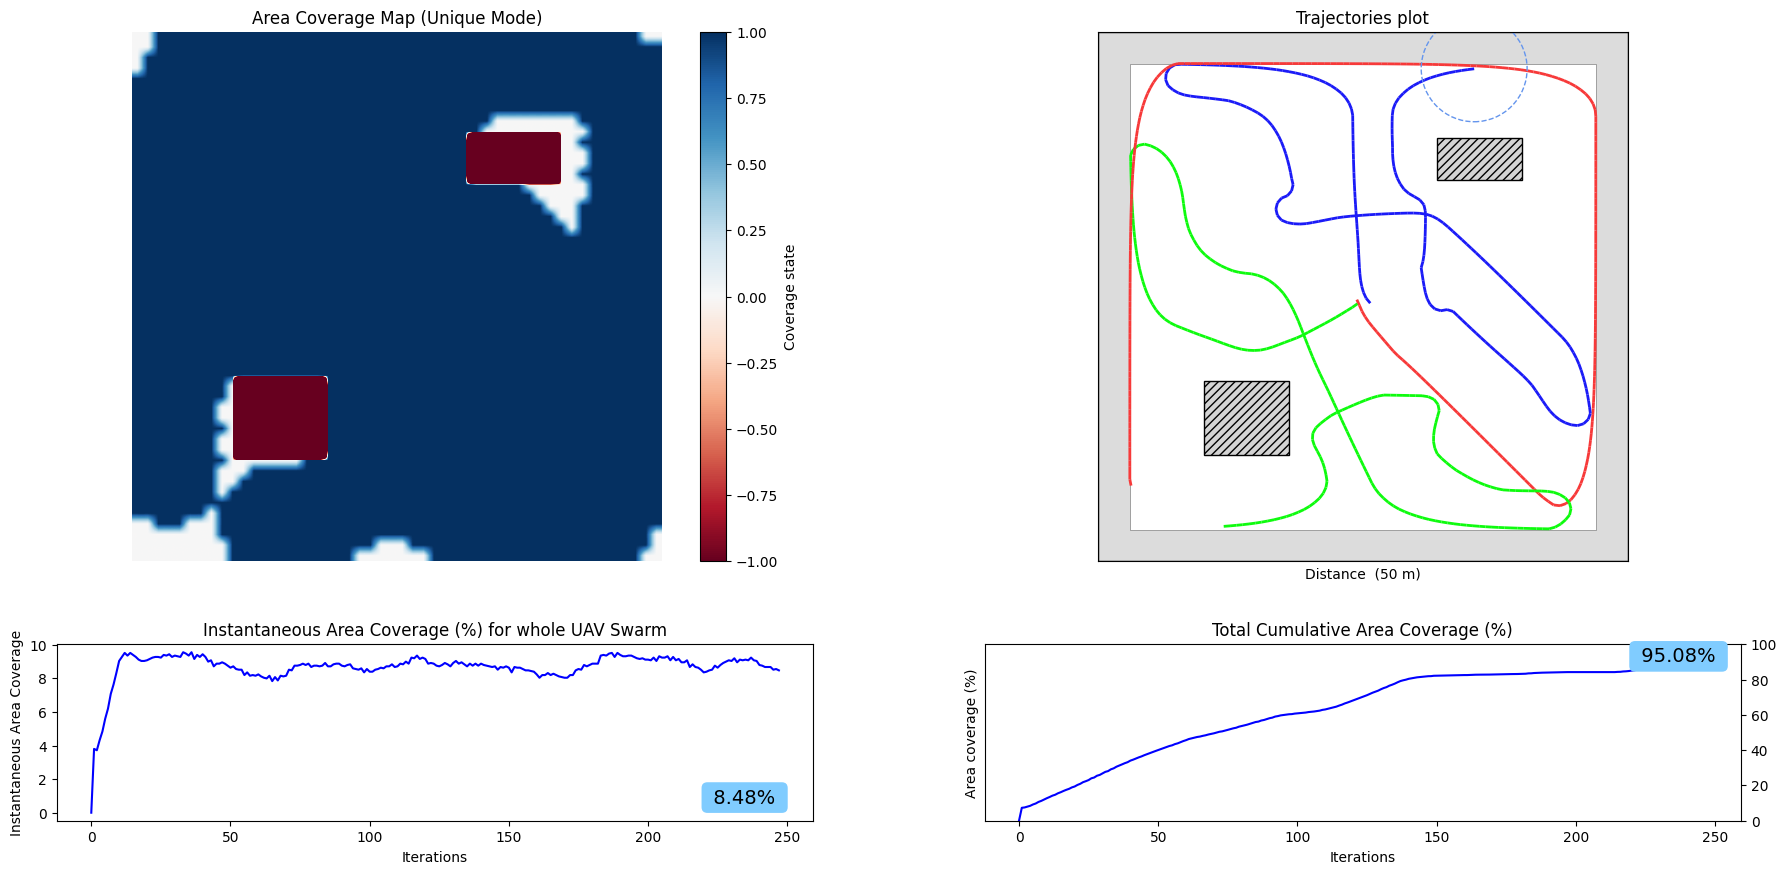 Area Coverage Map (Unique Mode)
1.00
0.75
0.50
0.25
0.00
−0.25
−0.50
−0.75
−1.00
Coverage state
Trajectories plot
Distance  (50 m)
Instantaneous Area Coverage (%) for whole UAV Swarm
Instantaneous Area Coverage
10
8
6
4
2
0
8.48%
0 50 100 150 200 250
Iterations
Total Cumulative Area Coverage (%)
Area coverage (%)
95.08%
100
80
60
40
20
0
0 50 100 150 200 250
Iterations